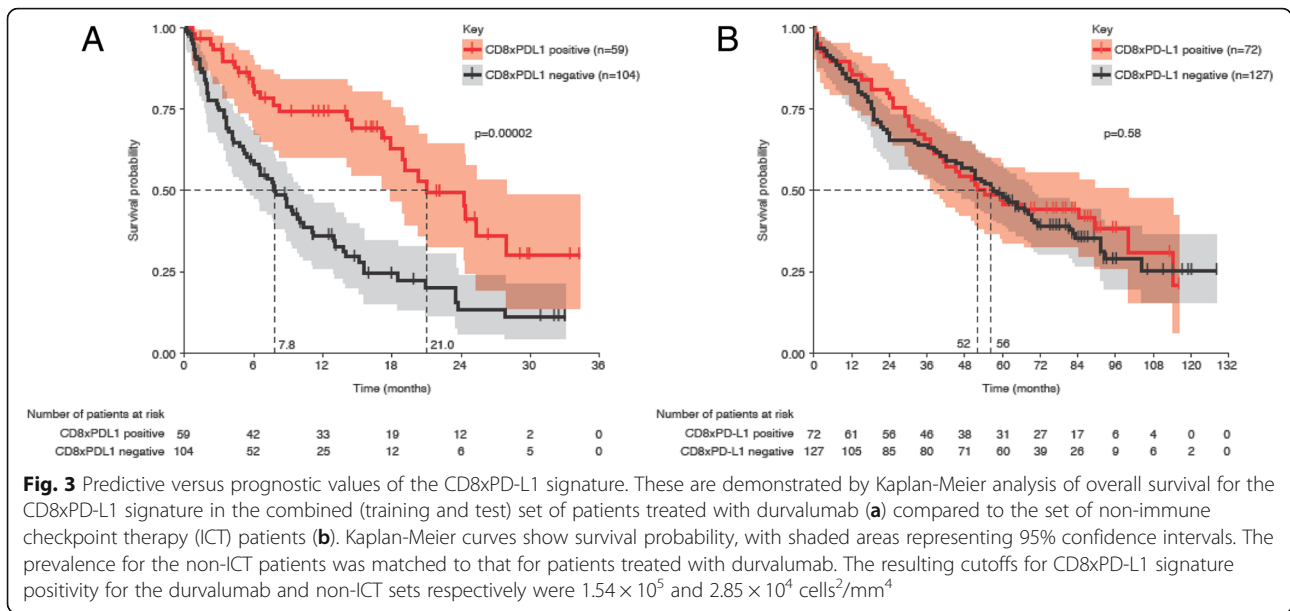 A
Key
CD8xPDL1 positive (n=59)
CD8xPDL1 negative (n=104)
p=0.00002
Survival probability
1.00
0.75
0.50
0.25
0.00
7.8
21.0
0 6 12 18 24 30 36
Time (months)
Number of patients at risk
CD8xPDL1 positive 59 42 33 19 12 2 0
CD8xPDL1 negative 104 52 25 12 6 5 0
B
Key
CD8xPD-L1 positive (n=72)
CD8xPD-L1 negative (n=127)
p=0.58
Survival probability
1.00
0.75
0.50
0.25
0.00
52
56
0 12 24 36 48 60 72 84 96 108 120 132
Time (months)
Number of patients at risk
CD8xPD-L1 positive 72 61 56 46 38 31 27 17 6 4 0 0
CD8xPD-L1 negative 127 105 85 80 71 60 39 26 9 6 2 0
Fig. 3 Predictive versus prognostic values of the CD8xPD-L1 signature. These are demonstrated by Kaplan-Meier analysis of overall survival for the
CD8xPD-L1 signature in the combined (training and test) set of patients treated with durvalumab (a) compared to the set of non-immune
checkpoint therapy (ICT) patients (b). Kaplan-Meier curves show survival probability, with shaded areas representing 95% confidence intervals. The
prevalence for the non-ICT patients was matched to that for patients treated with durvalumab. The resulting cutoffs for CD8xPD-L1 signature
positivity for the durvalumab and non-ICT sets respectively were 1.54 × 10⁵ and 2.85 × 10⁴ cells²/mm⁴